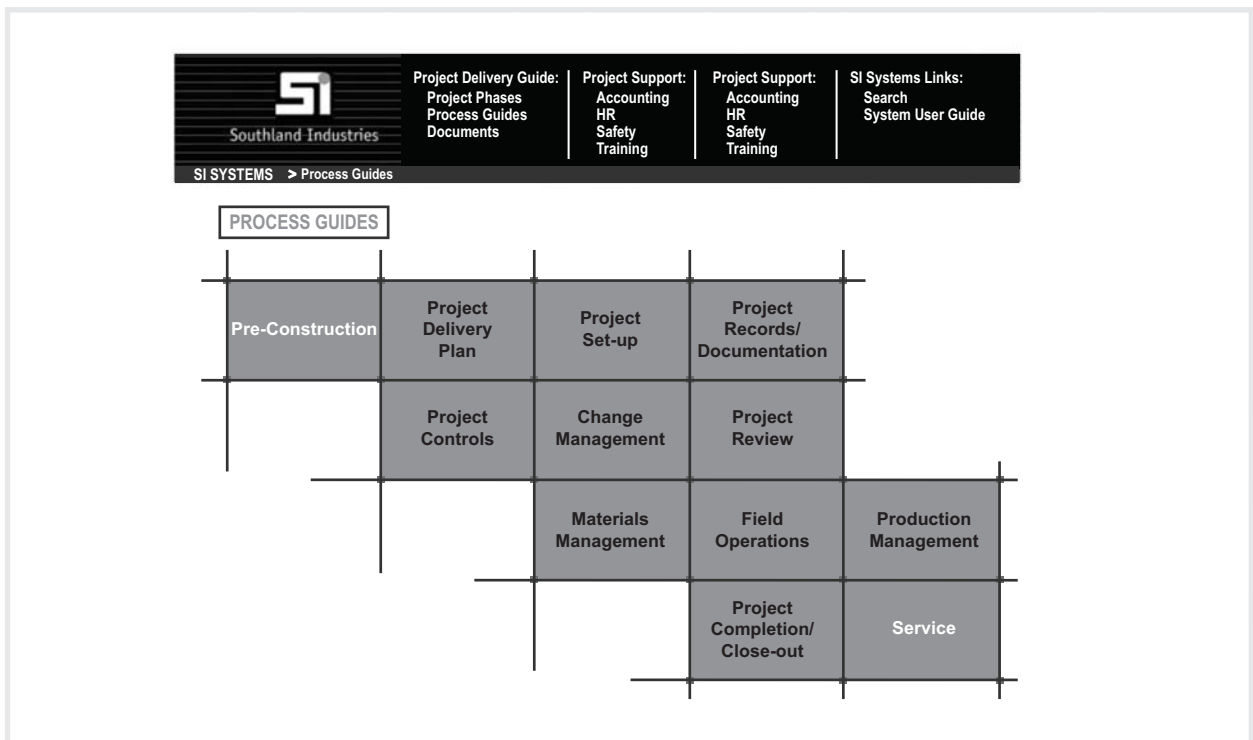 SI
Southland Industries
Project Delivery Guide:
Project Phases
Process Guides
Documents
Project Support:
Accounting
HR
Safety
Training
Project Support:
Accounting
HR
Safety
Training
SI Systems Links:
Search
System User Guide
SI SYSTEMS > Process Guides
PROCESS GUIDES
Pre-Construction
Project
Delivery
Plan
Project
Set-up
Project
Records/
Documentation
Project
Controls
Change
Management
Project
Review
Materials
Management
Field
Operations
Production
Management
Project
Completion/
Close-out
Service